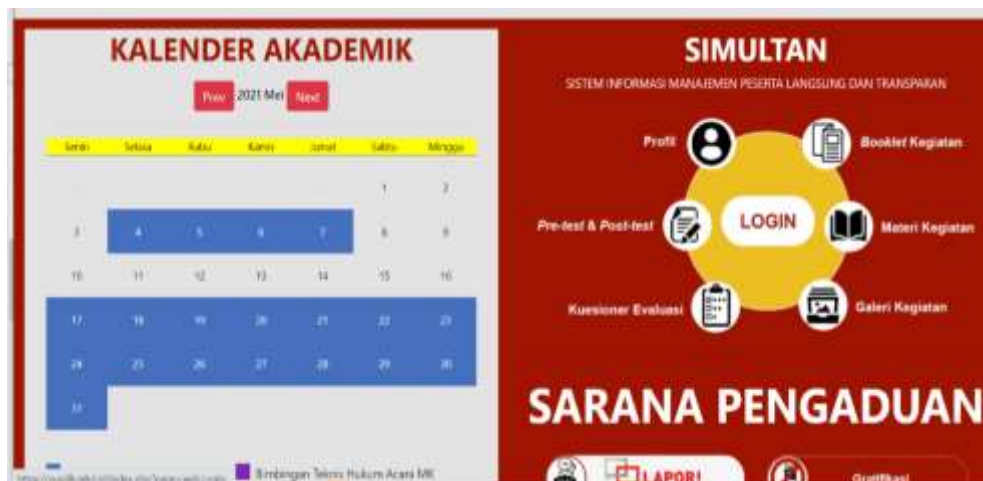 KALENDER AKADEMIK
Prev 2021 Mei Next
Senin Selasa Rabu Kamis Jumat Sabtu Minggu
1 2
3 4 5 6 7 8 9
10 11 12 13 14 15 16
17 18 19 20 21 22 23
24 25 26 27 28 29 30
31
Bimbingan Teknis Hukum Acara MK
SIMULTAN
SISTEM INFORMASI MANAJEMEN PESERTA LANGSUNG DAN TRANSPARAN
Profil
Booklet Kegiatan
Pre-test & Post-test
LOGIN
Materi Kegiatan
Kuesioner Evaluasi
Galeri Kegiatan
SARANA PENGADUAN
LAPOR!
Gratifikasi